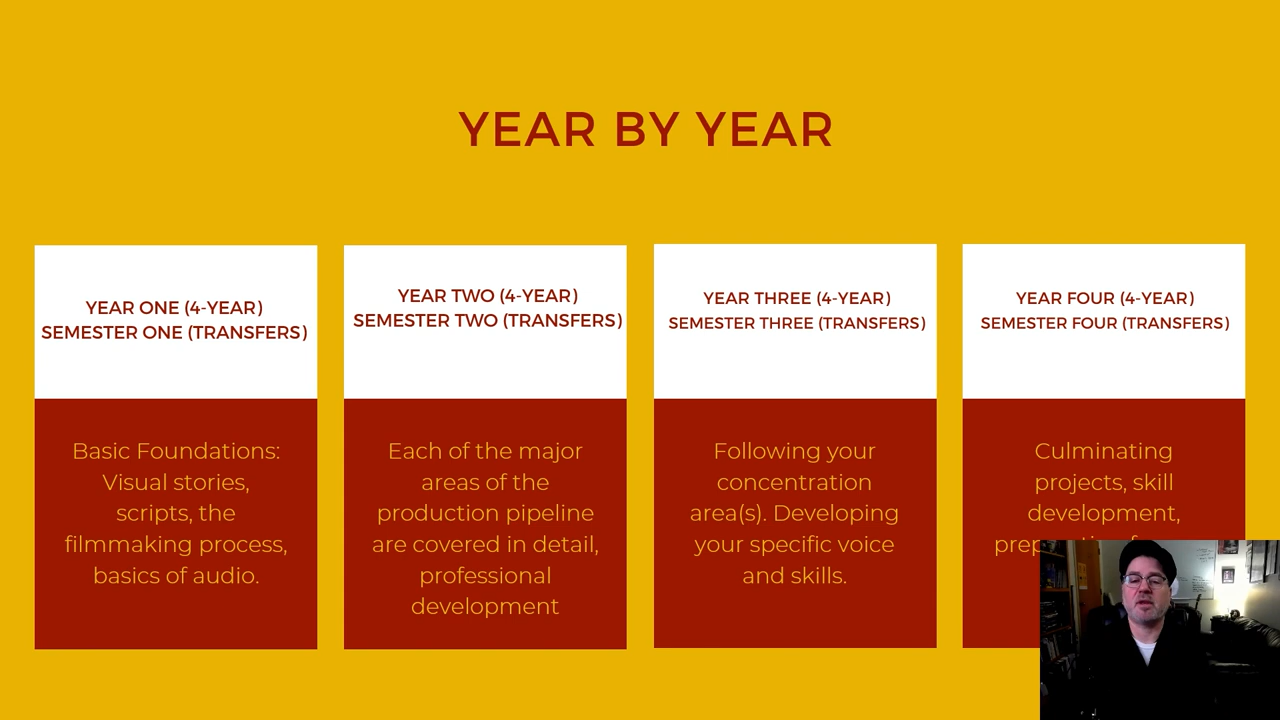 YEAR BY YEAR
YEAR ONE (4-YEAR)
SEMESTER ONE (TRANSFERS)
Basic Foundations:
Visual stories,
scripts, the
filmmaking process,
basics of audio.
YEAR TWO (4-YEAR)
SEMESTER TWO (TRANSFERS)
Each of the major
areas of the
production pipeline
are covered in detail,
professional
development
YEAR THREE (4-YEAR)
SEMESTER THREE (TRANSFERS)
Following your
concentration
area(s). Developing
your specific voice
and skills.
YEAR FOUR (4-YEAR)
SEMESTER FOUR (TRANSFERS)
Culminating
projects, skill
development,